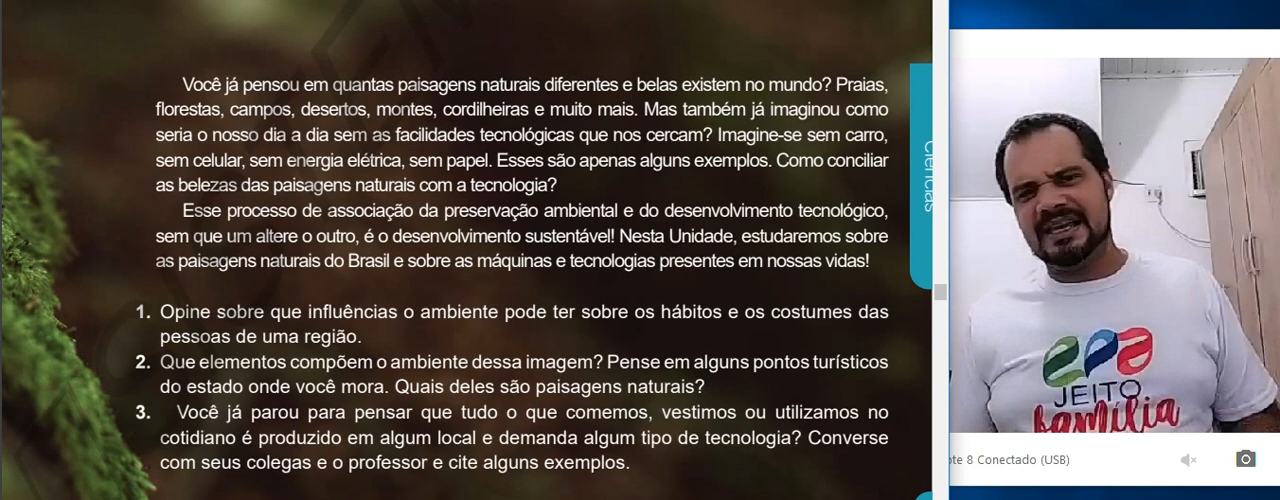 Você já pensou em quantas paisagens naturais diferentes e belas existem no mundo? Praias,
florestas, campos, desertos, montes, cordilheiras e muito mais. Mas também já imaginou como
seria o nosso dia a dia sem as facilidades tecnológicas que nos cercam? Imagine-se sem carro,
sem celular, sem energia elétrica, sem papel. Esses são apenas alguns exemplos. Como conciliar
as belezas das paisagens naturais com a tecnologia?
Esse processo de associação da preservação ambiental e do desenvolvimento tecnológico,
sem que um altere o outro, é o desenvolvimento sustentável! Nesta Unidade, estudaremos sobre
as paisagens naturais do Brasil e sobre as máquinas e tecnologias presentes em nossas vidas!
1. Opine sobre que influências o ambiente pode ter sobre os hábitos e os costumes das
pessoas de uma região.
2. Que elementos compõem o ambiente dessa imagem? Pense em alguns pontos turísticos
do estado onde você mora. Quais deles são paisagens naturais?
3. Você já parou para pensar que tudo o que comemos, vestimos ou utilizamos no
cotidiano é produzido em algum local e demanda algum tipo de tecnologia? Converse
com seus colegas e o professor e cite alguns exemplos.
Ciências
epa
JEITO
família
8 Conectado (USB)